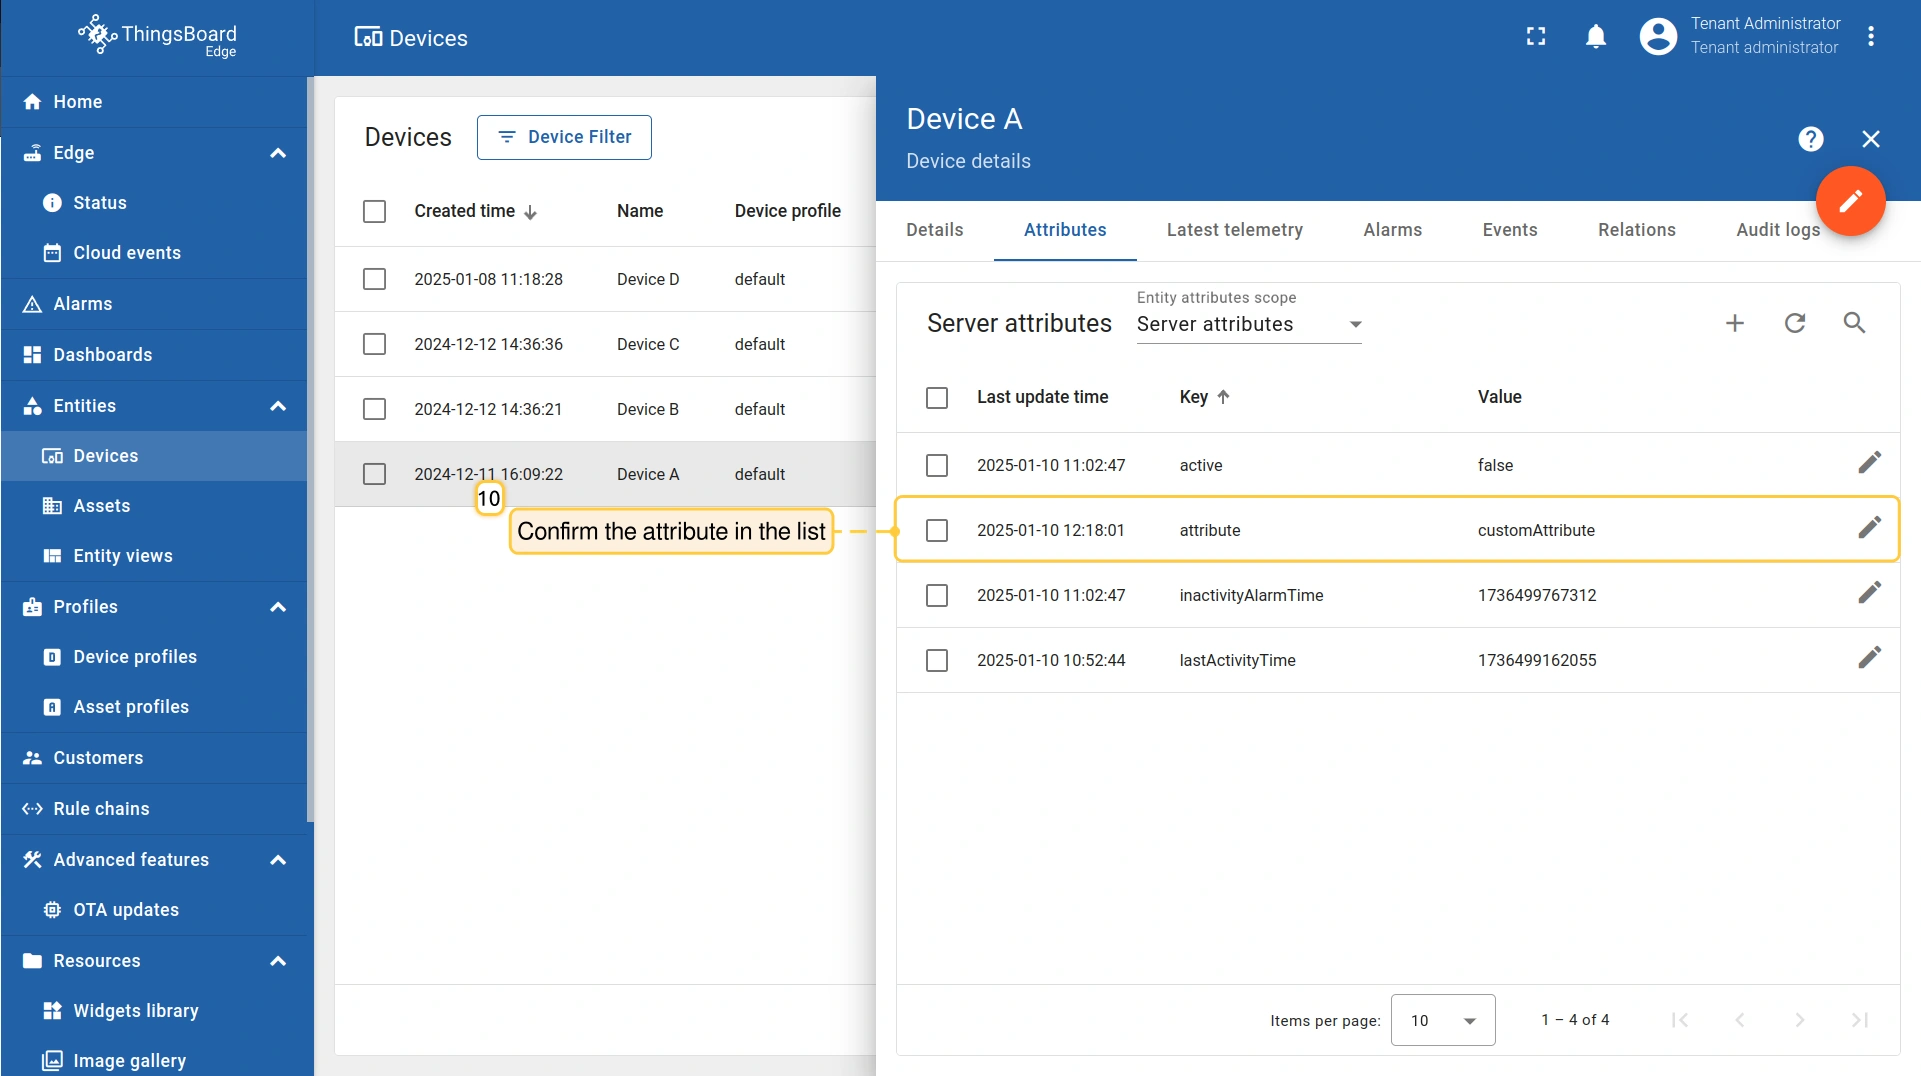 ThingsBoard
Edge
Devices
Tenant Administrator
Tenant administrator
Home
Edge
Status
Cloud events
Alarms
Dashboards
Entities
Devices
Assets
Entity views
Profiles
Device profiles
Asset profiles
Customers
Rule chains
Advanced features
OTA updates
Resources
Widgets library
Image gallery
Devices
Device Filter
Created time Name Device profile
2025-01-08 11:18:28 Device D default
2024-12-12 14:36:36 Device C default
2024-12-12 14:36:21 Device B default
2024-12-11 16:09:22 Device A default
10
Confirm the attribute in the list
Device A
Device details
Details Attributes Latest telemetry Alarms Events Relations Audit logs
Entity attributes scope
Server attributes Server attributes
Last update time Key Value
2025-01-10 11:02:47 active false
2025-01-10 12:18:01 attribute customAttribute
2025-01-10 11:02:47 inactivityAlarmTime 1736499767312
2025-01-10 10:52:44 lastActivityTime 1736499162055
Items per page: 10 1 – 4 of 4